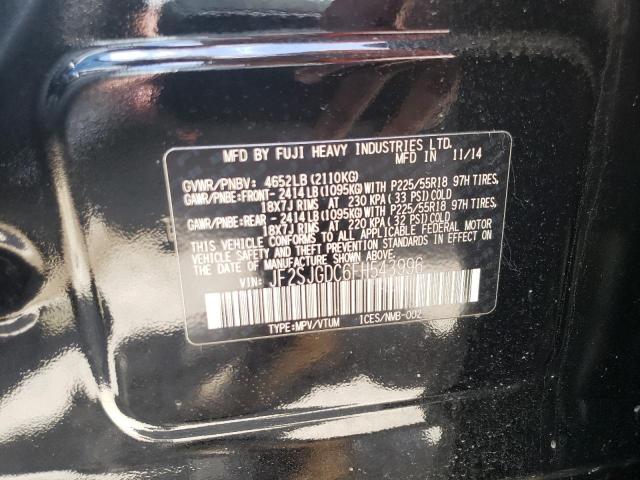 MFD BY FUJI HEAVY INDUSTRIES LTD.
MFD IN 11/14
GVWR/PNBV: 4652LB (2110KG)
GAWR/PNBE:FRONT-2414LB(1095KG)WITH P225/55R18 97H TIRES,
18X7J RIMS AT 230 KPA(33 PSI)COLD
GAWR/PNBE:REAR -2414LB(1095KG)WITH P225/55R18 97H TIRES,
18X7J RIMS AT 220 KPA(32 PSI)COLD.
THIS VEHICLE CONFORMS TO ALL APPLICABLE FEDERAL MOTOR
VEHICLE SAFETY, BUMPER, AND THEFT PREVENTION STANDARDS IN EFFECT
ON THE DATE OF MANUFACTURE SHOWN ABOVE.
VIN: JF2SJGDC6FH543996
TYPE:MPV/VTUM ICES/NMB-002